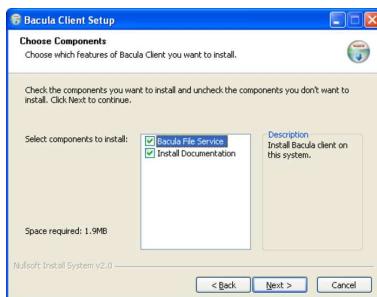 Bacula Client Setup
Choose Components
Choose which features of Bacula Client you want to install.
Check the components you want to install and uncheck the components you don't want to
install. Click Next to continue.
Select components to install:
Bacula File Service
Install Documentation
Description
Install Bacula client on
this system.
Space required: 1.9MB
Nullsoft Install System v2.0
< Back
Next >
Cancel